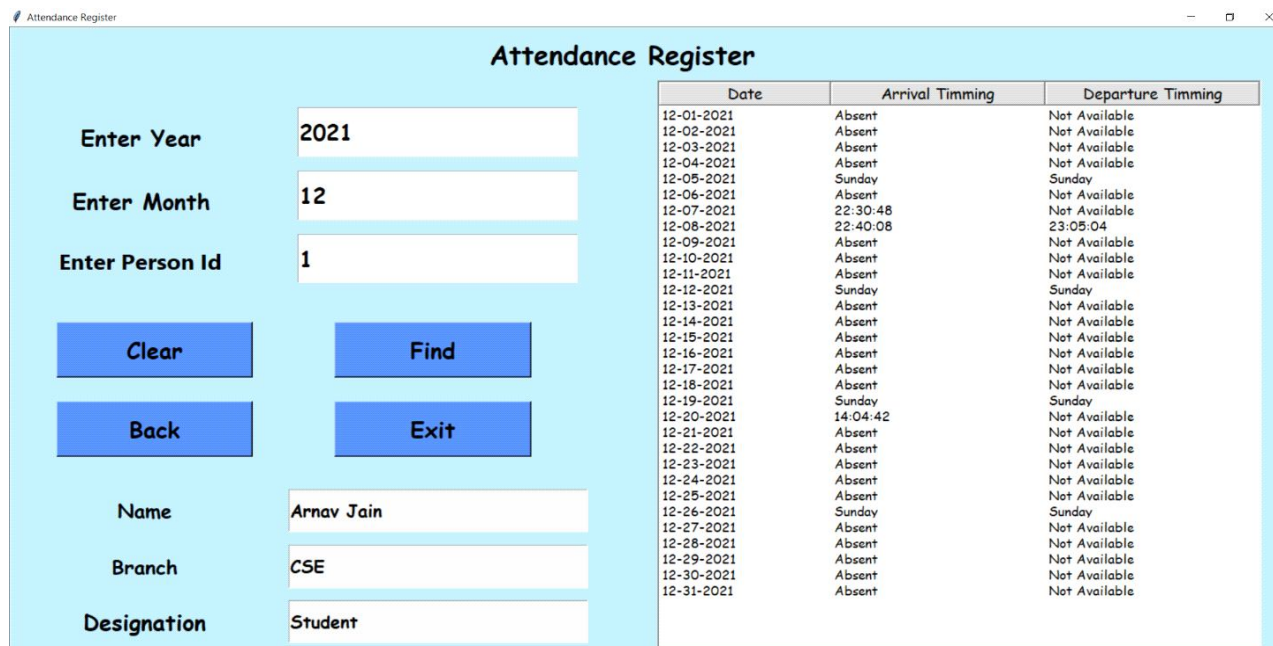 Attendance Register
Attendance Register
Enter Year
2021
Enter Month
12
Enter Person Id
1
Clear
Find
Back
Exit
Name
Arnav Jain
Branch
CSE
Designation
Student
Date Arrival Timming Departure Timming
12-01-2021 Absent Not Available
12-02-2021 Absent Not Available
12-03-2021 Absent Not Available
12-04-2021 Absent Not Available
12-05-2021 Sunday Sunday
12-06-2021 Absent Not Available
12-07-2021 22:30:48 Not Available
12-08-2021 22:40:08 23:05:04
12-09-2021 Absent Not Available
12-10-2021 Absent Not Available
12-11-2021 Absent Not Available
12-12-2021 Sunday Sunday
12-13-2021 Absent Not Available
12-14-2021 Absent Not Available
12-15-2021 Absent Not Available
12-16-2021 Absent Not Available
12-17-2021 Absent Not Available
12-18-2021 Absent Not Available
12-19-2021 Sunday Sunday
12-20-2021 14:04:42 Not Available
12-21-2021 Absent Not Available
12-22-2021 Absent Not Available
12-23-2021 Absent Not Available
12-24-2021 Absent Not Available
12-25-2021 Absent Not Available
12-26-2021 Sunday Sunday
12-27-2021 Absent Not Available
12-28-2021 Absent Not Available
12-29-2021 Absent Not Available
12-30-2021 Absent Not Available
12-31-2021 Absent Not Available